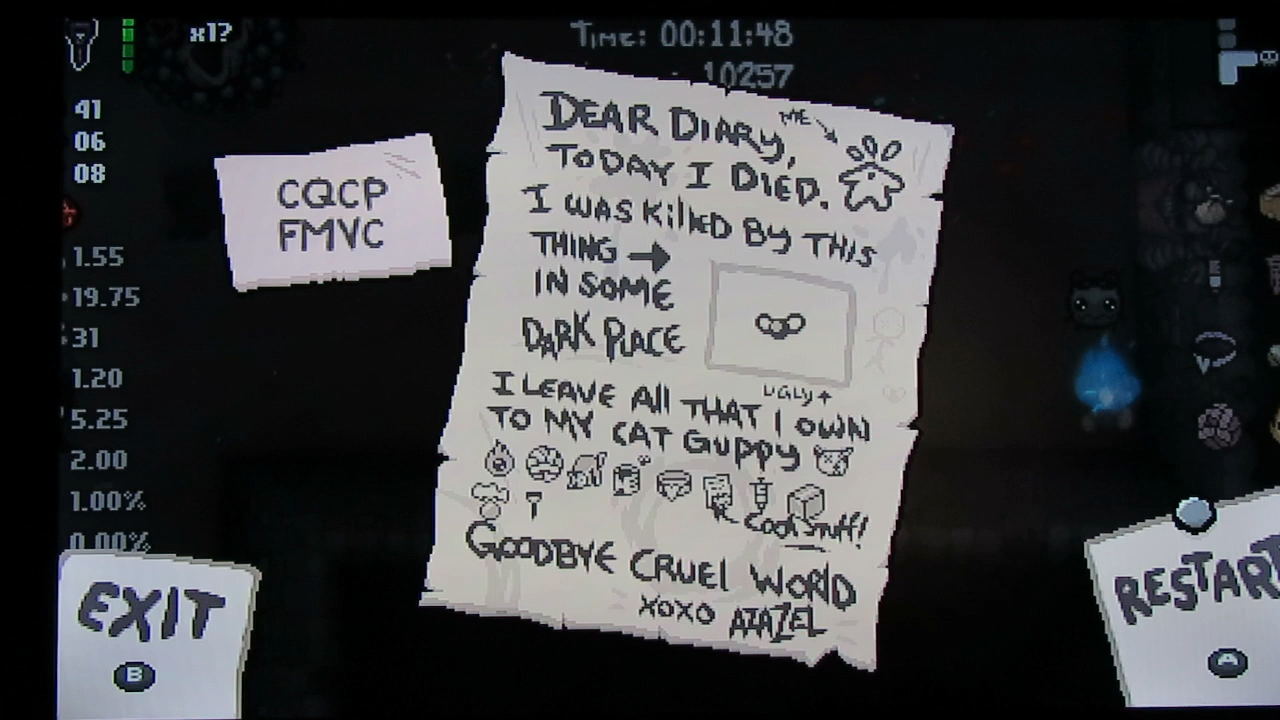 x1?
TIME: 00:11:48
10257
41
06
08
1.55
19.75
31
1.20
5.25
2.00
1.00%
0.00%
CQCP
FMVC
DEAR DIARY,
ME
TODAY I DIED.
I WAS KillED BY THIS
THING →
IN SOME
DARK PLACE
UGLY↑
I LEAVE All THAT I OWN
TO MY CAT GUPPY
Cool Stuff!
GOODBYE CRUEL WORLD
XOXO AZAZEL
EXIT
B
RESTART
A